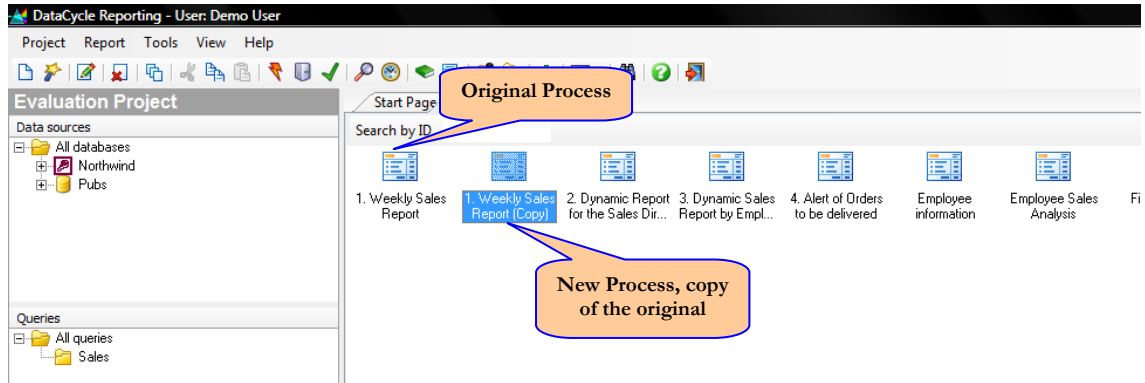 DataCycle Reporting - User: Demo User
Project Report Tools View Help
Evaluation Project
Start Page
Original Process
Data sources
Search by ID
All databases
Northwind
Pubs
1. Weekly Sales Report
1. Weekly Sales Report (Copy)
2. Dynamic Report for the Sales Dir...
3. Dynamic Sales Report by Empl...
4. Alert of Orders to be delivered
Employee information
Employee Sales Analysis
Fi
New Process, copy
of the original
Queries
All queries
Sales